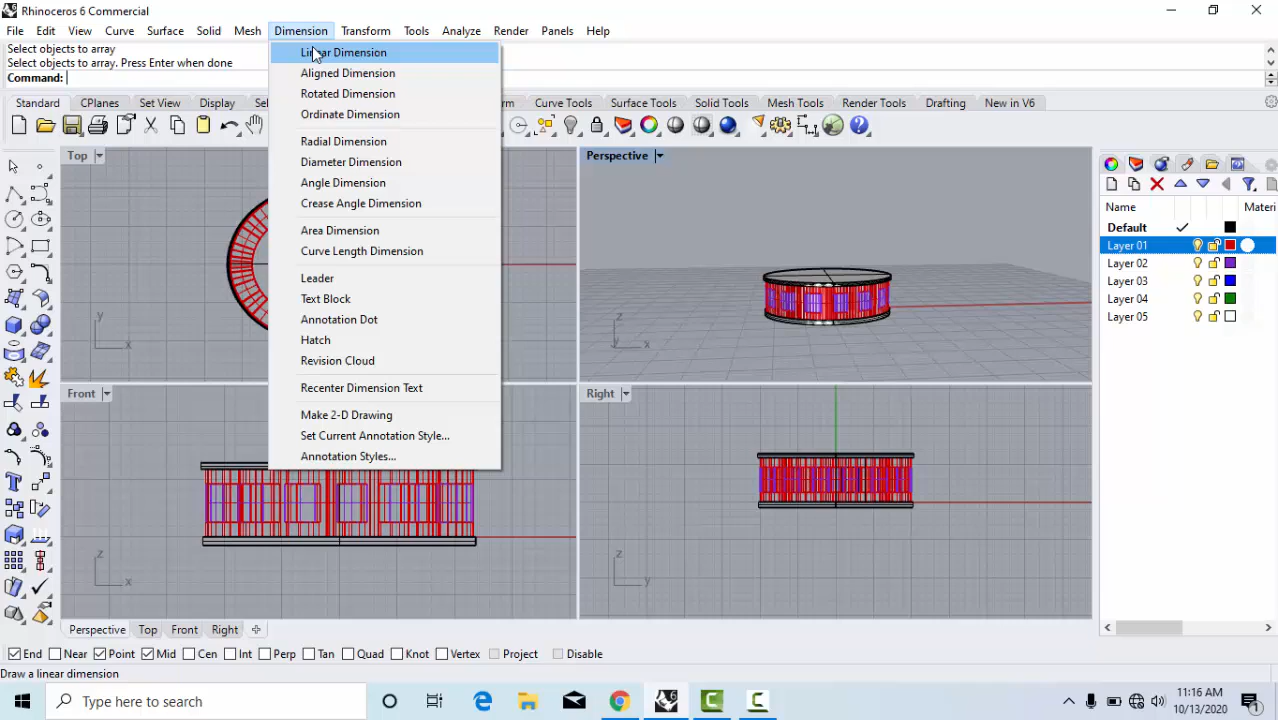 Rhinoceros 6 Commercial
File Edit View Curve Surface Solid Mesh Dimension Transform Tools Analyze Render Panels Help
Select objects to array
Select objects to array. Press Enter when done
Command:
Standard CPlanes Set View Display Curve Tools Surface Tools Solid Tools Mesh Tools Render Tools Drafting New in V6
Linear Dimension
Aligned Dimension
Rotated Dimension
Ordinate Dimension
Radial Dimension
Diameter Dimension
Angle Dimension
Crease Angle Dimension
Area Dimension
Curve Length Dimension
Leader
Text Block
Annotation Dot
Hatch
Revision Cloud
Recenter Dimension Text
Make 2-D Drawing
Set Current Annotation Style...
Annotation Styles...
Top
y
x
Perspective
z
x
Front
z
x
Right
z
y
Name Materi
Default
Layer 01
Layer 02
Layer 03
Layer 04
Layer 05
Perspective Top Front Right
End Near Point Mid Cen Int Perp Tan Quad Knot Vertex Project Disable
Draw a linear dimension
Type here to search
11:16 AM
10/13/2020